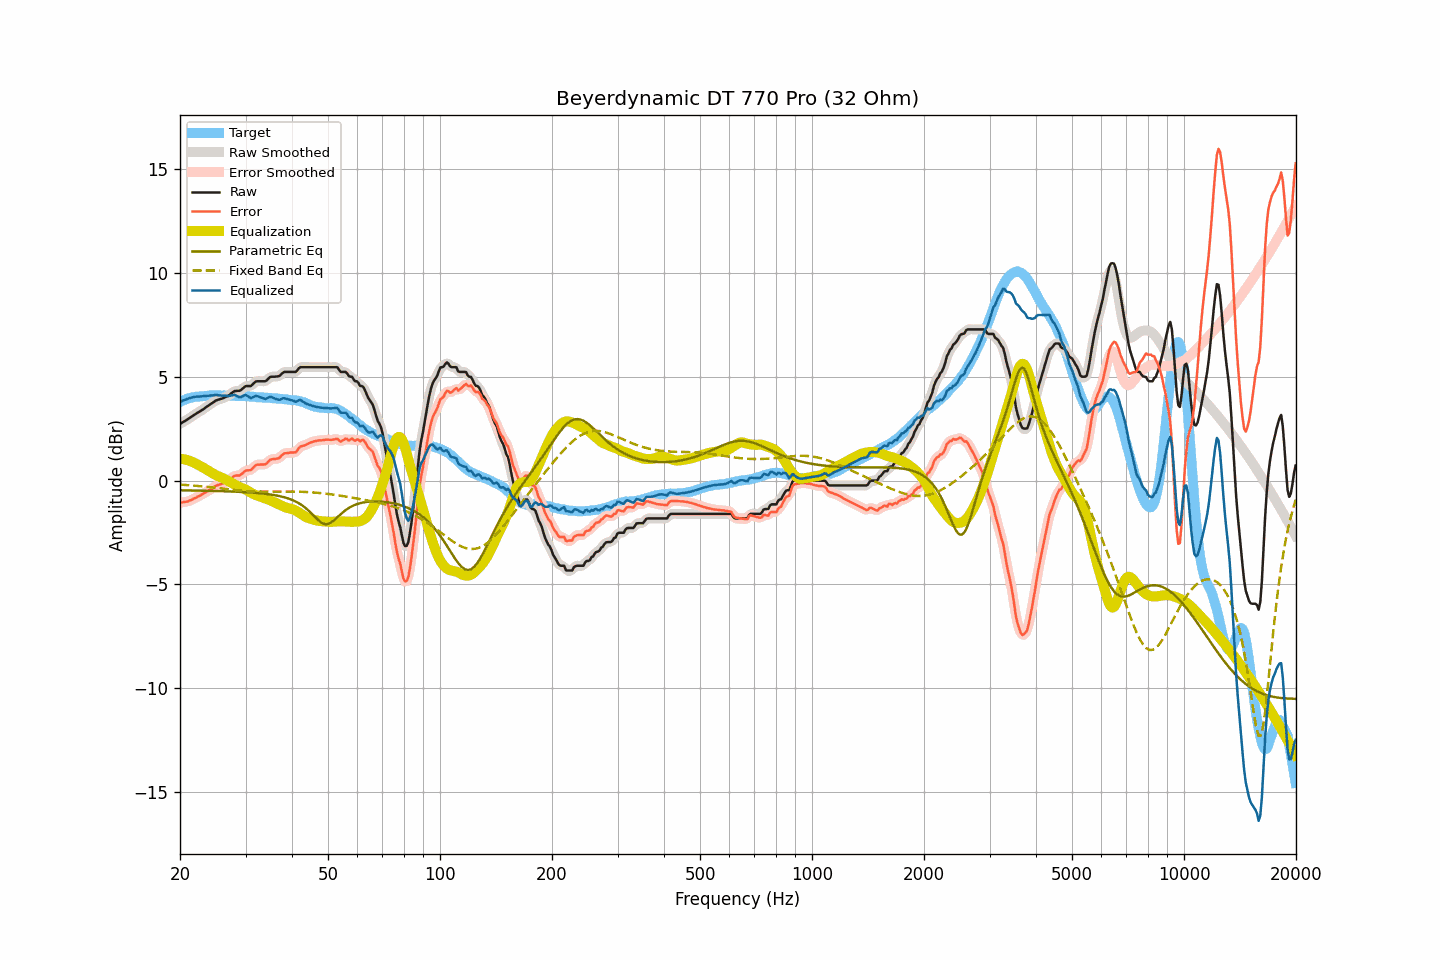 Beyerdynamic DT 770 Pro (32 Ohm)
Target
Raw Smoothed
Error Smoothed
Raw
Error
Equalization
Parametric Eq
Fixed Band Eq
Equalized
Amplitude (dBr)
15
10
5
0
−5
−10
−15
20 50 100 200 500 1000 2000 5000 10000 20000
Frequency (Hz)